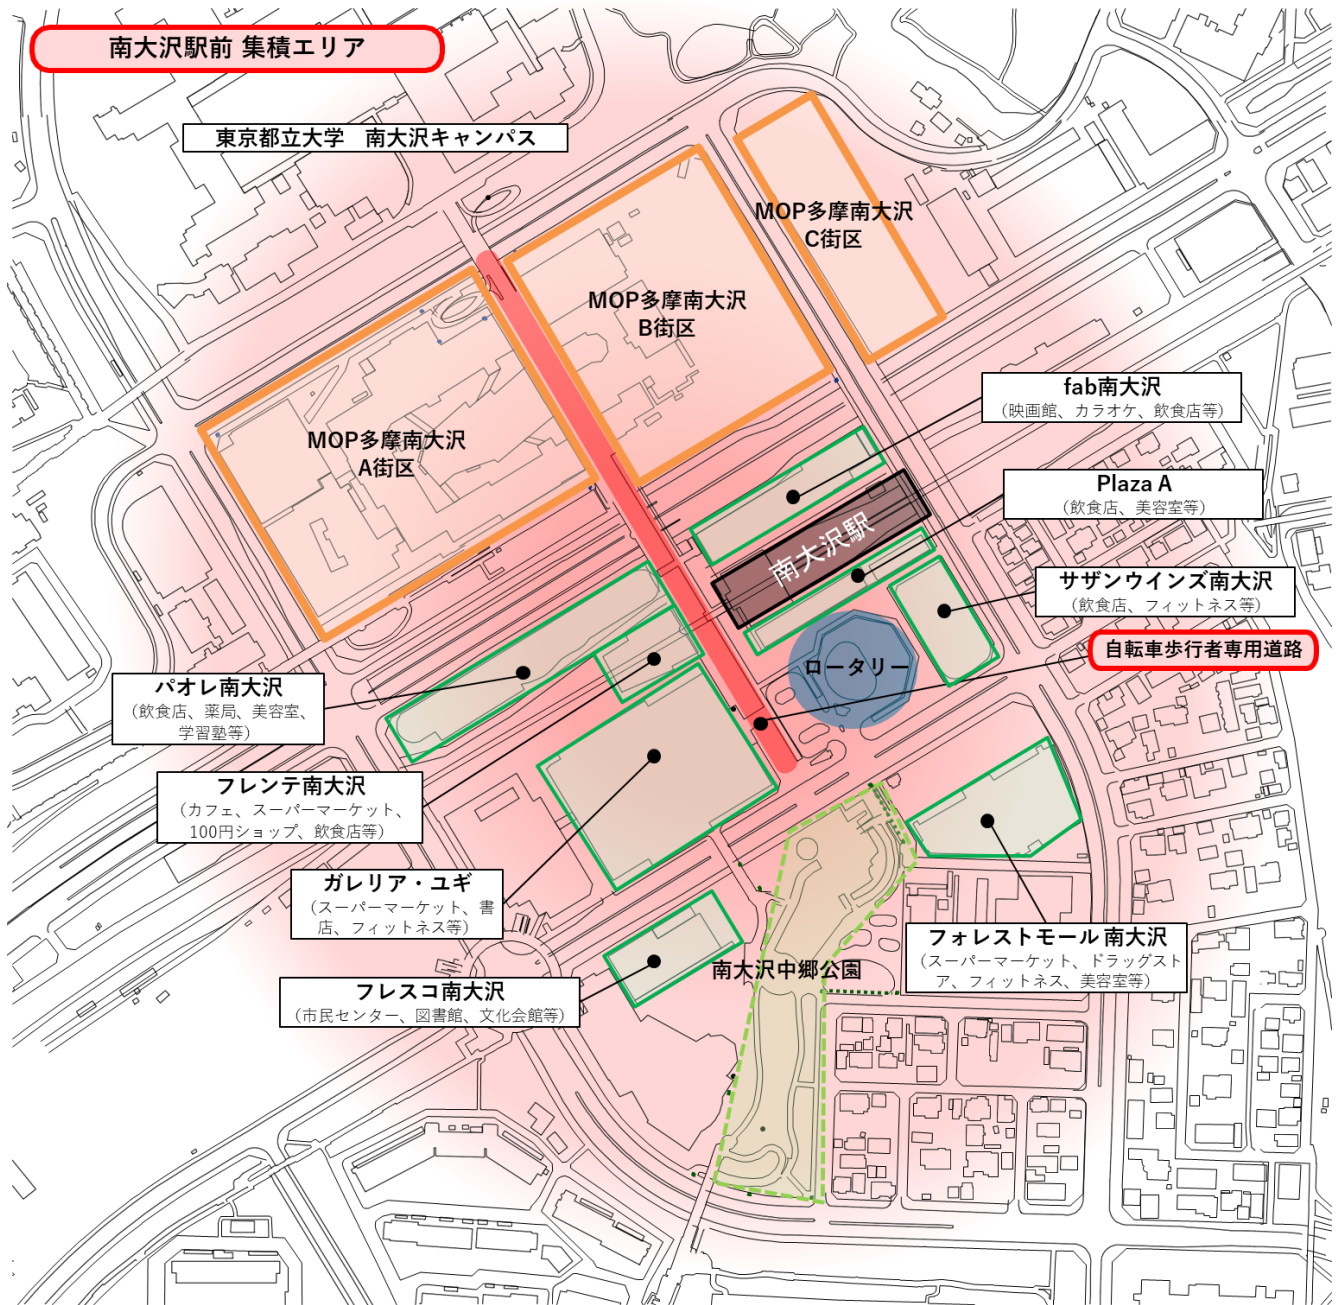 南大沢駅前 集積エリア
東京都立大学　南大沢キャンパス
MOP多摩南大沢
C街区
MOP多摩南大沢
B街区
MOP多摩南大沢
A街区
fab南大沢
（映画館、カラオケ、飲食店等）
Plaza A
（飲食店、美容室等）
南大沢駅
サザンウインズ南大沢
（飲食店、フィットネス等）
自転車歩行者専用道路
ロータリー
パオレ南大沢
（飲食店、薬局、美容室、
学習塾等）
フレンテ南大沢
（カフェ、スーパーマーケット、
100円ショップ、飲食店等）
ガレリア・ユギ
（スーパーマーケット、書
店、フィットネス等）
フォレストモール南大沢
（スーパーマーケット、ドラッグスト
ア、フィットネス、美容室等）
南大沢中郷公園
フレスコ南大沢
（市民センター、図書館、文化会館等）